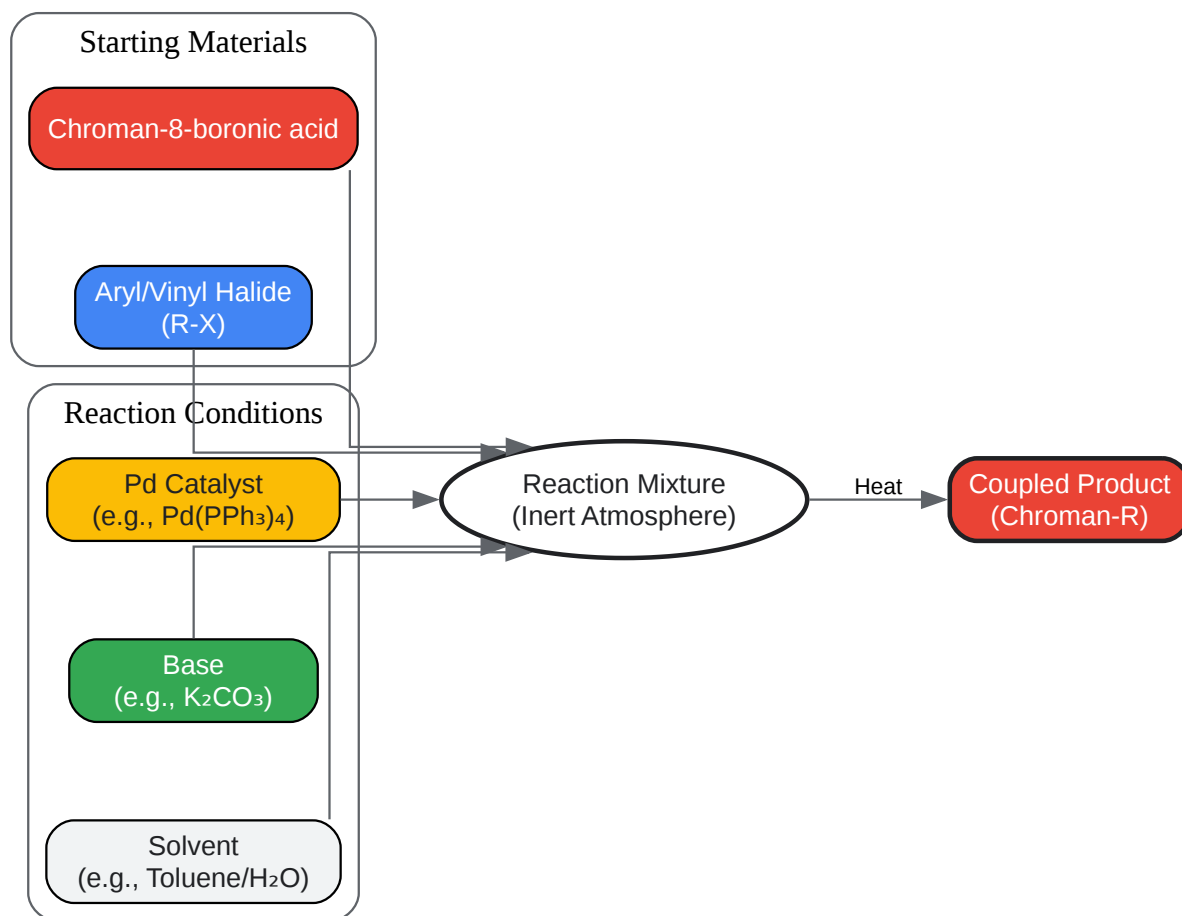 Starting Materials
Chroman-8-boronic acid
Aryl/Vinyl Halide
(R-X)
Reaction Conditions
Pd Catalyst
(e.g., Pd(PPh₃)₄)
Base
(e.g., K₂CO₃)
Solvent
(e.g., Toluene/H₂O)
Reaction Mixture
(Inert Atmosphere)
Heat
Coupled Product
(Chroman-R)